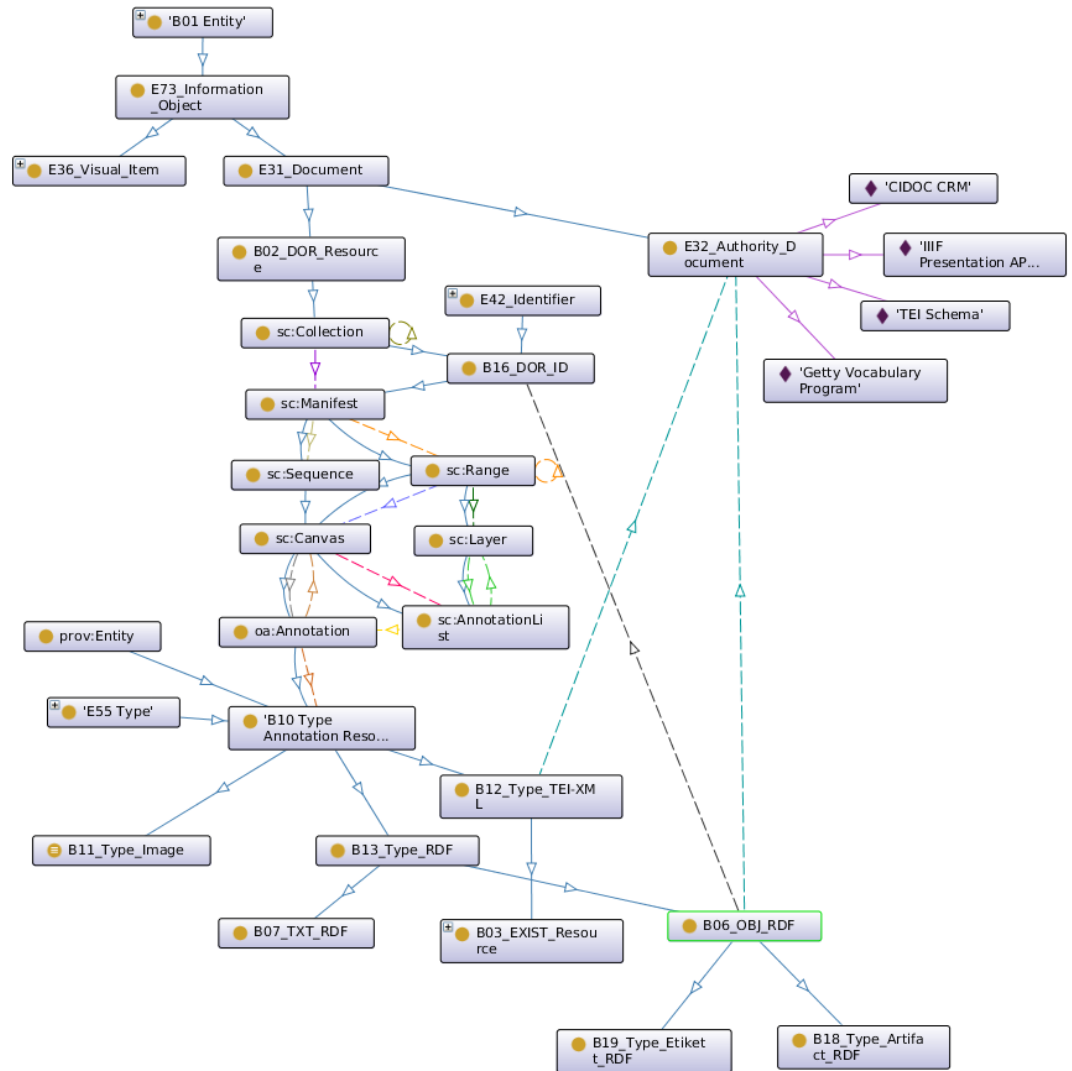 'B01 Entity'
E73_Information
_Object
E36_Visual_Item
E31_Document
'CIDOC CRM'
B02_DOR_Resourc
e
E32_Authority_D
ocument
'IIIF
Presentation AP...
E42_Identifier
'TEI Schema'
sc:Collection
B16_DOR_ID
'Getty Vocabulary
Program'
sc:Manifest
sc:Sequence
sc:Range
sc:Canvas
sc:Layer
oa:Annotation
sc:AnnotationLi
st
prov:Entity
'E55 Type'
'B10 Type
Annotation Reso...
B12_Type_TEI-XM
L
B11_Type_Image
B13_Type_RDF
B07_TXT_RDF
B03_EXIST_Resou
rce
B06_OBJ_RDF
B19_Type_Etiket
t_RDF
B18_Type_Artifa
ct_RDF